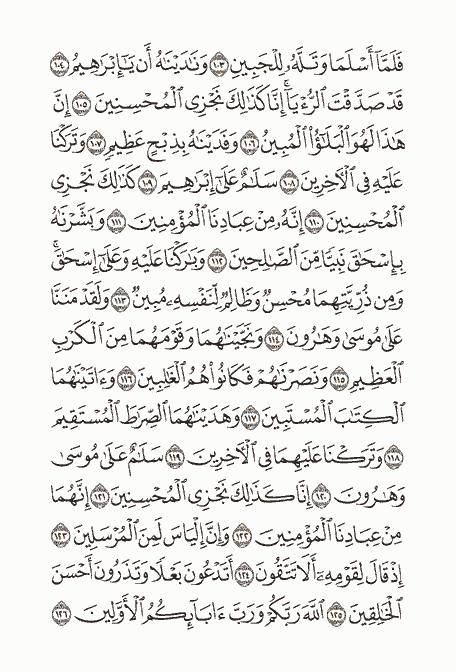 فَلَمَّآ أَسْلَمَا وَتَلَّهُۥ لِلْجَبِينِ ١٠٣ وَنَٰدَيْنَٰهُ أَن يَٰٓإِبْرَٰهِيمُ ١٠٤
قَدْ صَدَّقْتَ ٱلرُّءْيَآۚ إِنَّا كَذَٰلِكَ نَجْزِى ٱلْمُحْسِنِينَ ١٠٥ إِنَّ
هَٰذَا لَهُوَ ٱلْبَلَٰٓؤُا۟ ٱلْمُبِينُ ١٠٦ وَفَدَيْنَٰهُ بِذِبْحٍ عَظِيمٍ ١٠٧ وَتَرَكْنَا
عَلَيْهِ فِى ٱلْءَاخِرِينَ ١٠٨ سَلَٰمٌ عَلَىٰٓ إِبْرَٰهِيمَ ١٠٩ كَذَٰلِكَ نَجْزِى
ٱلْمُحْسِنِينَ ١١٠ إِنَّهُۥ مِنْ عِبَادِنَا ٱلْمُؤْمِنِينَ ١١١ وَبَشَّرْنَٰهُ
بِإِسْحَٰقَ نَبِيًّا مِّنَ ٱلصَّٰلِحِينَ ١١٢ وَبَٰرَكْنَا عَلَيْهِ وَعَلَىٰٓ إِسْحَٰقَۚ
وَمِن ذُرِّيَّتِهِمَا مُحْسِنٌ وَظَالِمٌ لِّنَفْسِهِۦ مُبِينٌ ١١٣ وَلَقَدْ مَنَنَّا
عَلَىٰ مُوسَىٰ وَهَٰرُونَ ١١٤ وَنَجَّيْنَٰهُمَا وَقَوْمَهُمَا مِنَ ٱلْكَرْبِ
ٱلْعَظِيمِ ١١٥ وَنَصَرْنَٰهُمْ فَكَانُوا۟ هُمُ ٱلْغَٰلِبِينَ ١١٦ وَءَاتَيْنَٰهُمَا
ٱلْكِتَٰبَ ٱلْمُسْتَبِينَ ١١٧ وَهَدَيْنَٰهُمَا ٱلصِّرَٰطَ ٱلْمُسْتَقِيمَ
١١٨ وَتَرَكْنَا عَلَيْهِمَا فِى ٱلْءَاخِرِينَ ١١٩ سَلَٰمٌ عَلَىٰ مُوسَىٰ
وَهَٰرُونَ ١٢٠ إِنَّا كَذَٰلِكَ نَجْزِى ٱلْمُحْسِنِينَ ١٢١ إِنَّهُمَا
مِنْ عِبَادِنَا ٱلْمُؤْمِنِينَ ١٢٢ وَإِنَّ إِلْيَاسَ لَمِنَ ٱلْمُرْسَلِينَ ١٢٣
إِذْ قَالَ لِقَوْمِهِۦٓ أَلَا تَتَّقُونَ ١٢٤ أَتَدْعُونَ بَعْلًا وَتَذَرُونَ أَحْسَنَ
ٱلْخَٰلِقِينَ ١٢٥ ٱللَّهَ رَبَّكُمْ وَرَبَّ ءَابَآئِكُمُ ٱلْأَوَّلِينَ ١٢٦